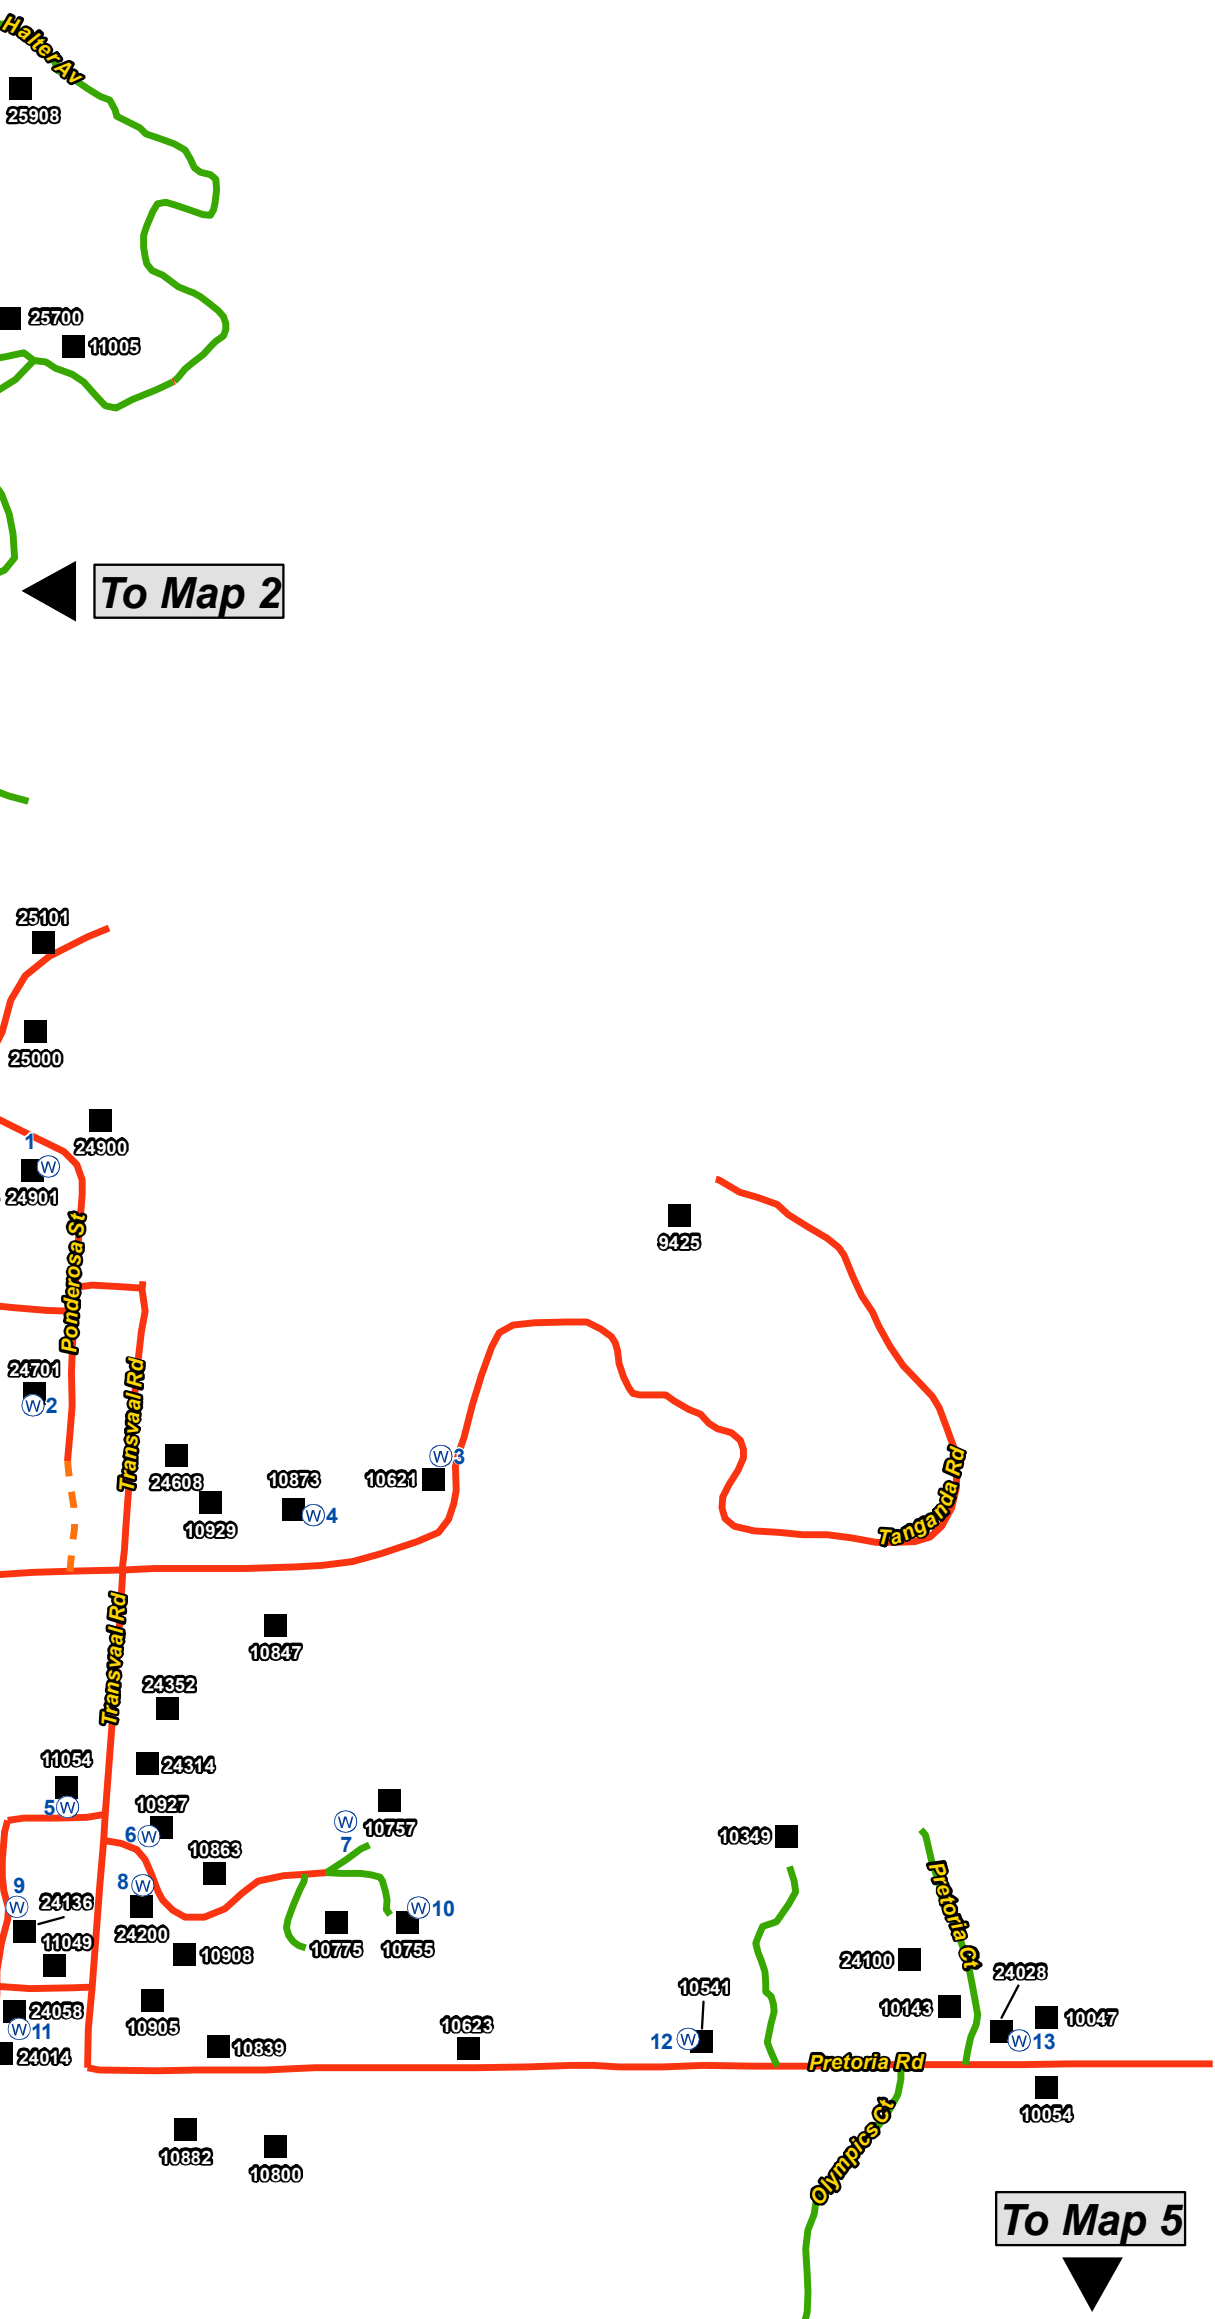 Halter Av
25908
25700
11005
To Map 2
25101
25000
24900
1
W
24901
Ponderosa St
9425
24701
W 2
Transvaal Rd
24608
10929
10873
W 4
10621
W 3
Tanganda Rd
Transvaal Rd
10847
24352
24314
11054
5 W
10927
6 W
10863
W
7
10757
10349
Pretoria Ct
8 W
24200
9
W
24136
11049
10908
10775
W 10
10755
24100
24028
10143
10047
24058
W 11
24014
10905
10839
10623
10541
12 W
W 13
Pretoria Rd
10054
10882
10800
Olympics Ct
To Map 5